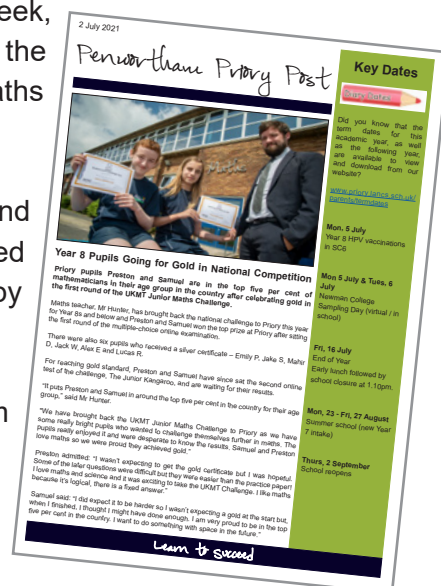 eek,
the
aths
nd
ed
by
n
2 July 2021
Penwortham Priory Post
Year 8 Pupils Going for Gold in National Competition
Priory pupils Preston and Samuel are in the top five per cent of
mathematicians in their age group in the country after celebrating gold in
the first round of the UKMT Junior Maths Challenge.
Maths teacher, Mr Hunter, has brought back the national challenge to Priory this year
for Year 8s and below and Preston and Samuel won the top prize at Priory after sitting
the first round of the multiple-choice online examination.
There were also six pupils who received a silver certificate – Emily P, Jake S, Mahir
D, Jack W, Alex E and Lucas R.
For reaching gold standard, Preston and Samuel have since sat the second online
test of the challenge, The Junior Kangaroo, and are waiting for their results.
"It puts Preston and Samuel in around the top five per cent in the country for their age
group," said Mr Hunter.
"We have brought back the UKMT Junior Maths Challenge to Priory as we have
some really bright pupils who wanted to challenge themselves further in maths. The
pupils really enjoyed it and were desperate to know the results. Samuel and Preston
love maths so we were proud they achieved gold."
Preston admitted: "I wasn't expecting to get the gold certificate but I was hopeful.
Some of the later questions were difficult but they were easier than the practice paper!
I love maths and science and it was exciting to take the UKMT Challenge. I like maths
because it's logical, there is a fixed answer."
Samuel said: "I did expect it to be harder so I wasn't expecting a gold at the start but,
when I finished, I thought I might have done enough. I am very proud to be in the top
five per cent in the country. I want to do something with space in the future."
Learn to Succeed
Key Dates
Diary Dates
Did you know that the
term dates for this
academic year, as well
as the following year,
are available to view
and download from our
website?
www.priory.lancs.sch.uk/
parents/termdates
Mon. 5 July
Year 8 HPV vaccinations
in SC6
Mon 5 July & Tues. 6
July
Newman College
Sampling Day (virtual / in
school)
Fri, 16 July
End of Year
Early lunch followed by
school closure at 1.10pm.
Mon, 23 - Fri, 27 August
Summer school (new Year
7 intake)
Thurs, 2 September
School reopens